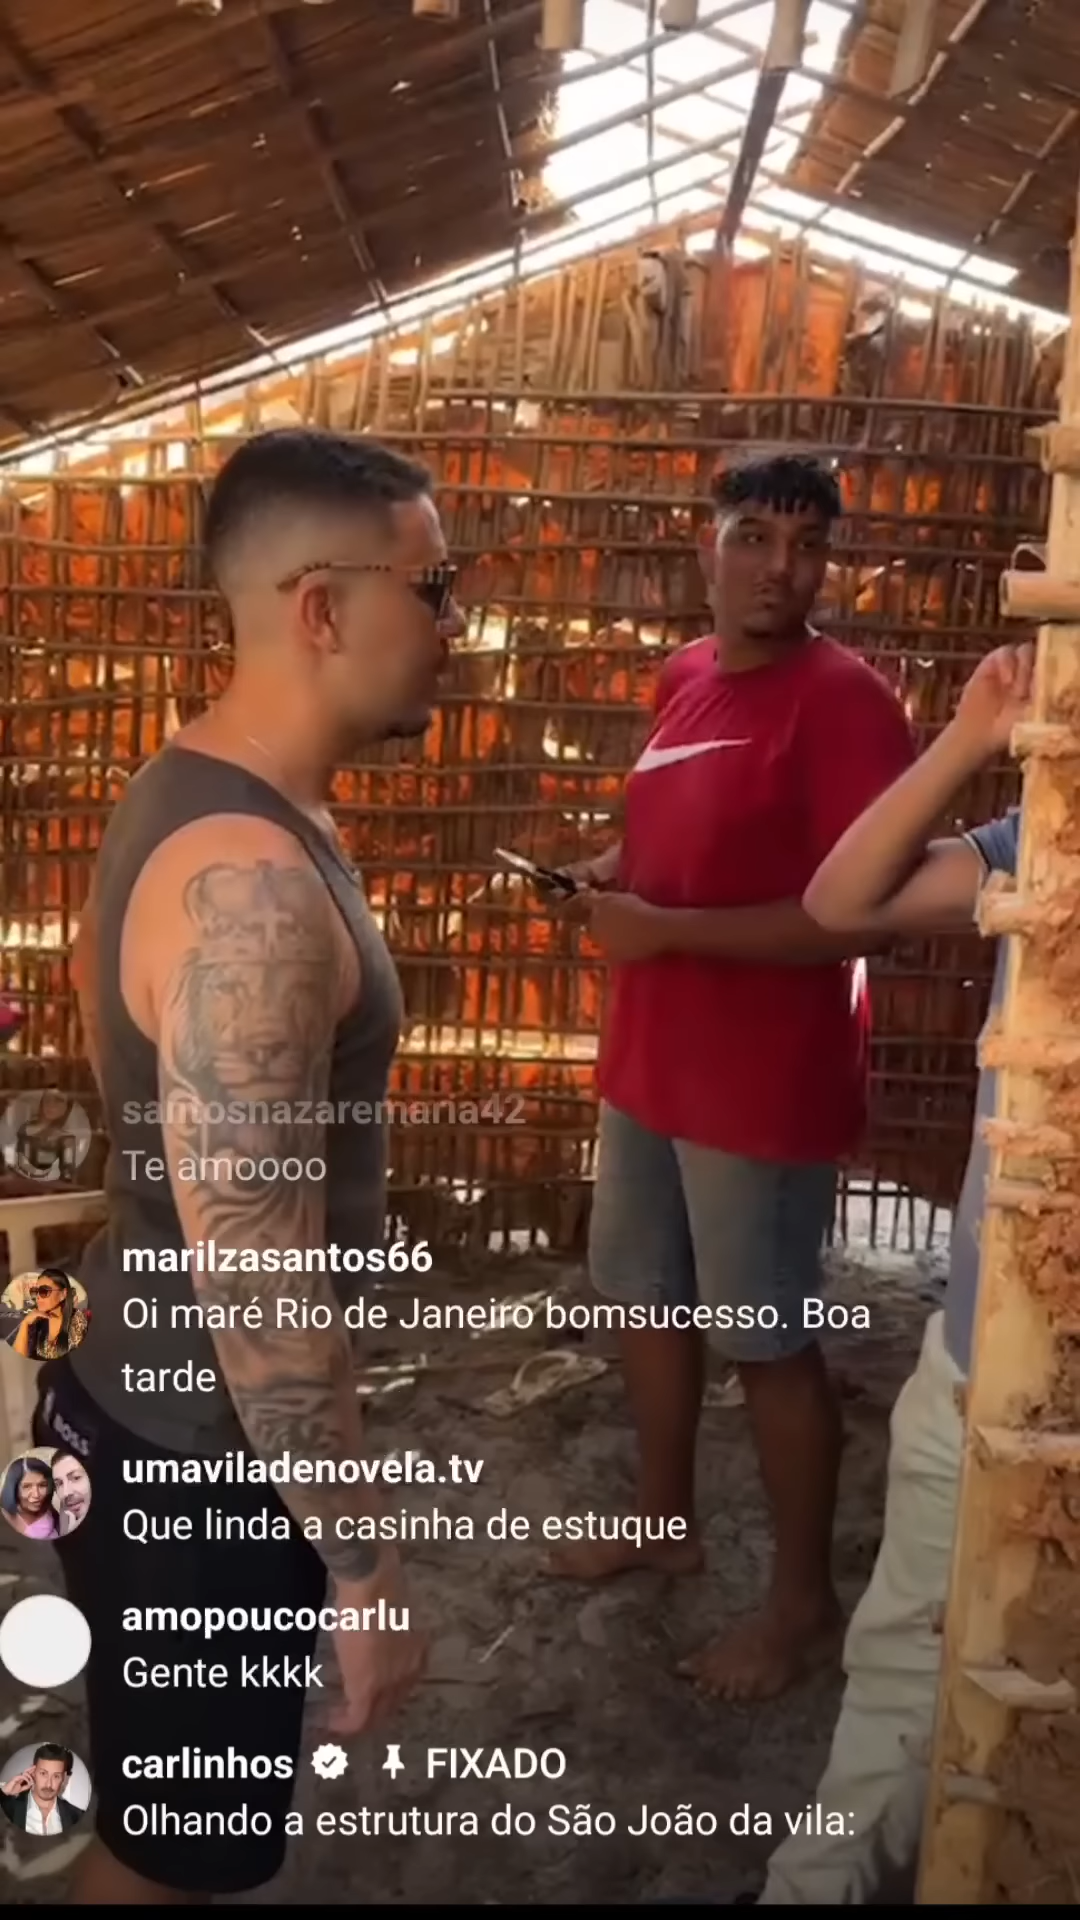 santosnazaremaria42
Te amoooo
marilzasantos66
Oi maré Rio de Janeiro bomsucesso. Boa
tarde
BOSS
umaviladenovela.tv
Que linda a casinha de estuque
amopoucocarlu
Gente kkkk
carlinhos FIXADO
Olhando a estrutura do São João da vila: